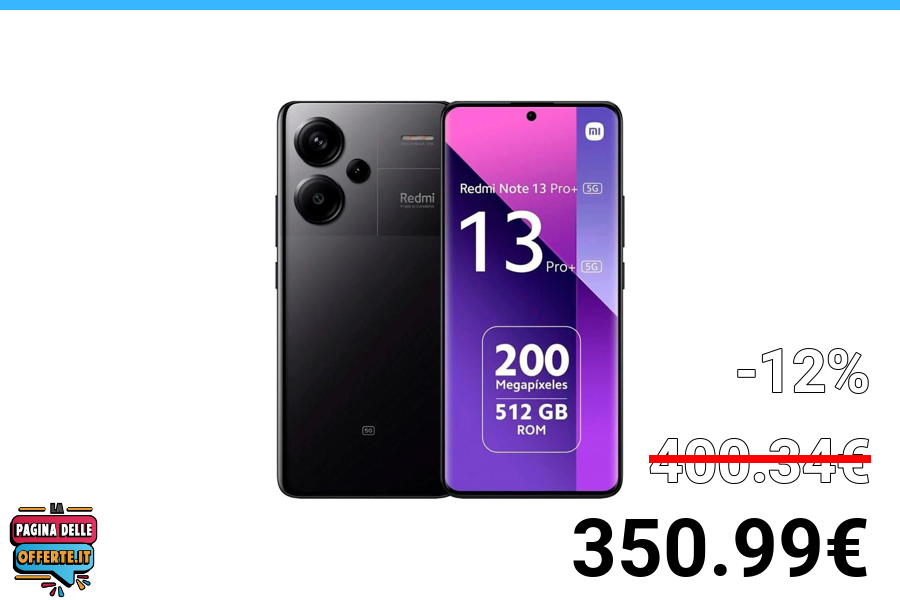 Redmi
5G
Redmi Note 13 Pro+ 5G
13
Pro+ 5G
200
Megapíxeles
512 GB
ROM
-12%
400.34€
350.99€
LA
PAGINA DELLE
OFFERTE.IT